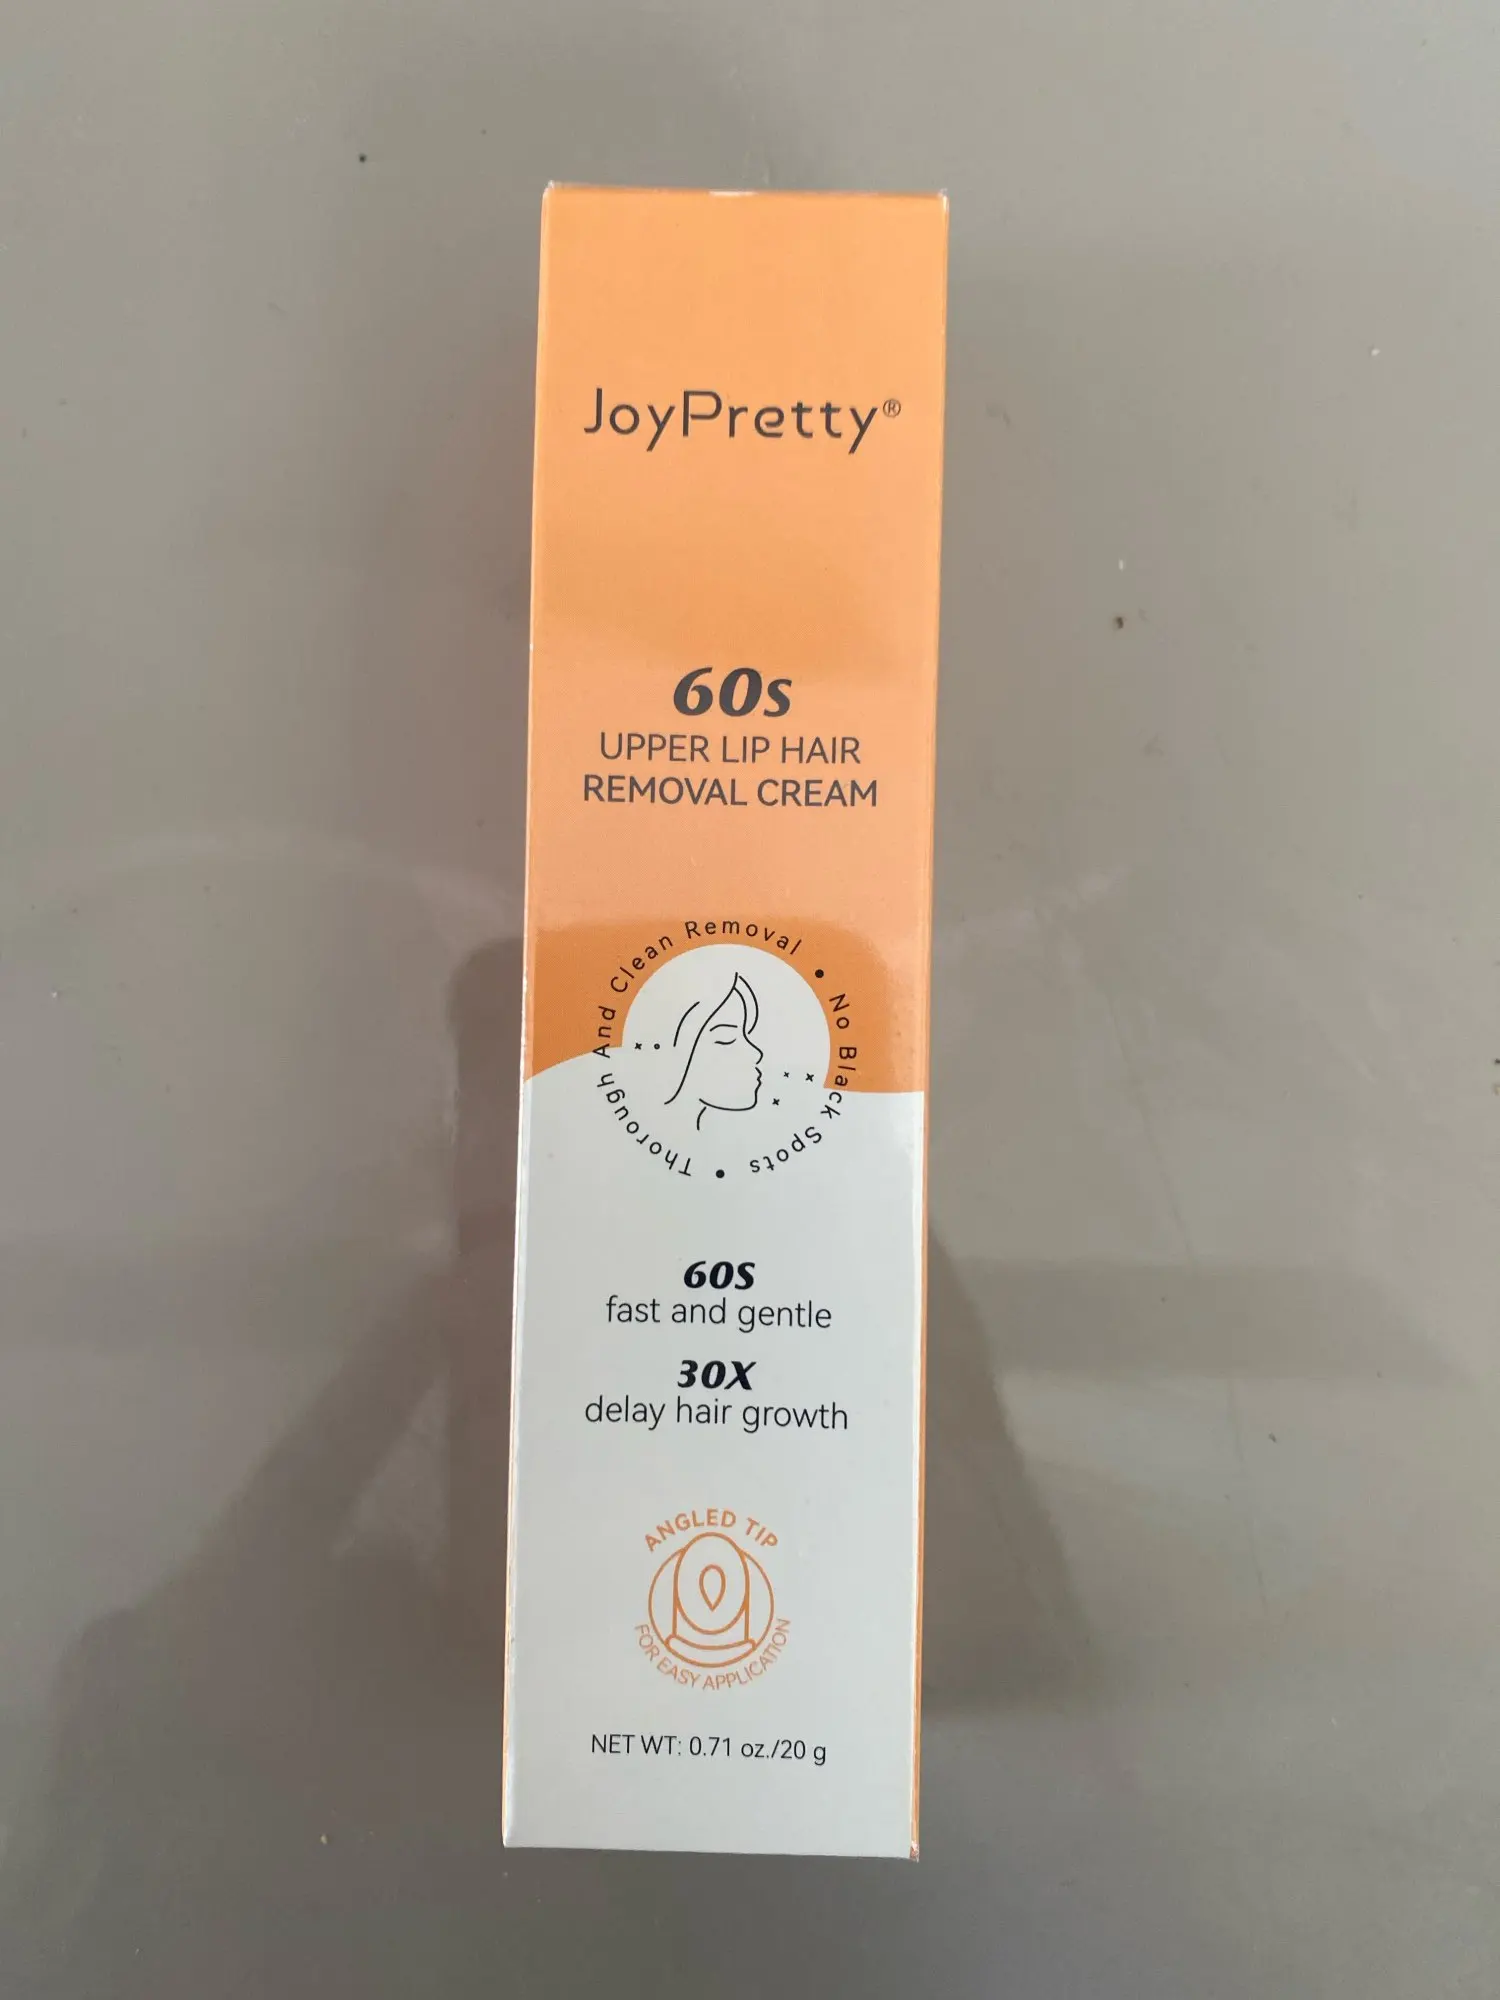 JoyPretty®
60s
UPPER LIP HAIR
REMOVAL CREAM
Thorough And Clean Removal • No Black Spots •
60S
fast and gentle
30X
delay hair growth
ANGLED TIP
FOR EASY APPLICATION
NET WT: 0.71 oz./20 g